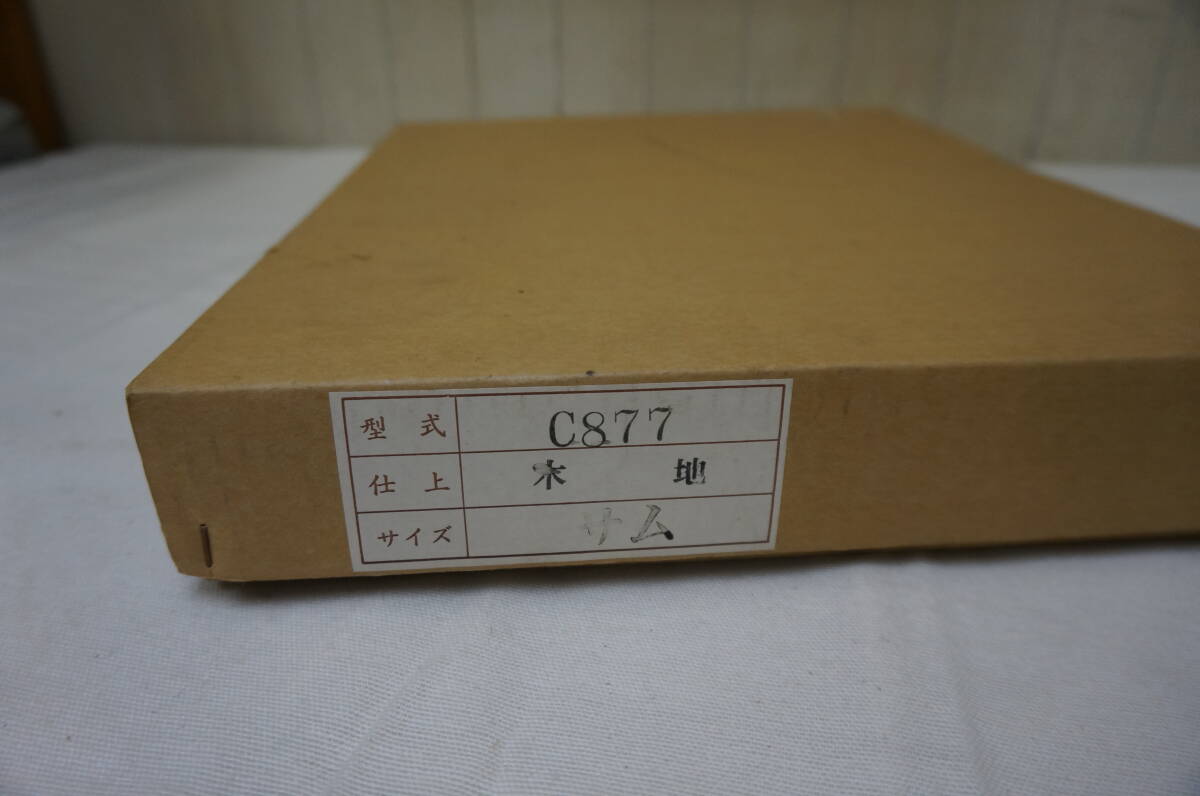 型式 C877
仕上 木地
サイズ サム